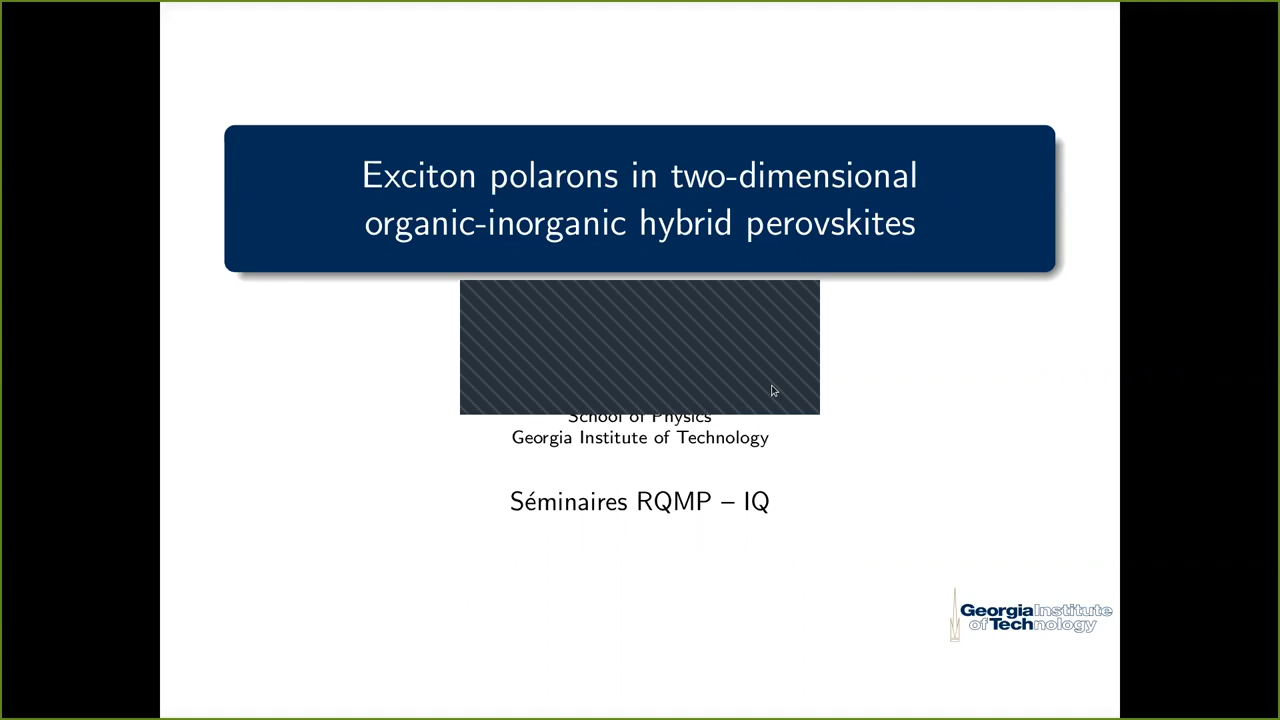 Exciton polarons in two-dimensional
organic-inorganic hybrid perovskites
School of Physics
Georgia Institute of Technology
Séminaires RQMP – IQ
Georgia Institute
of Technology